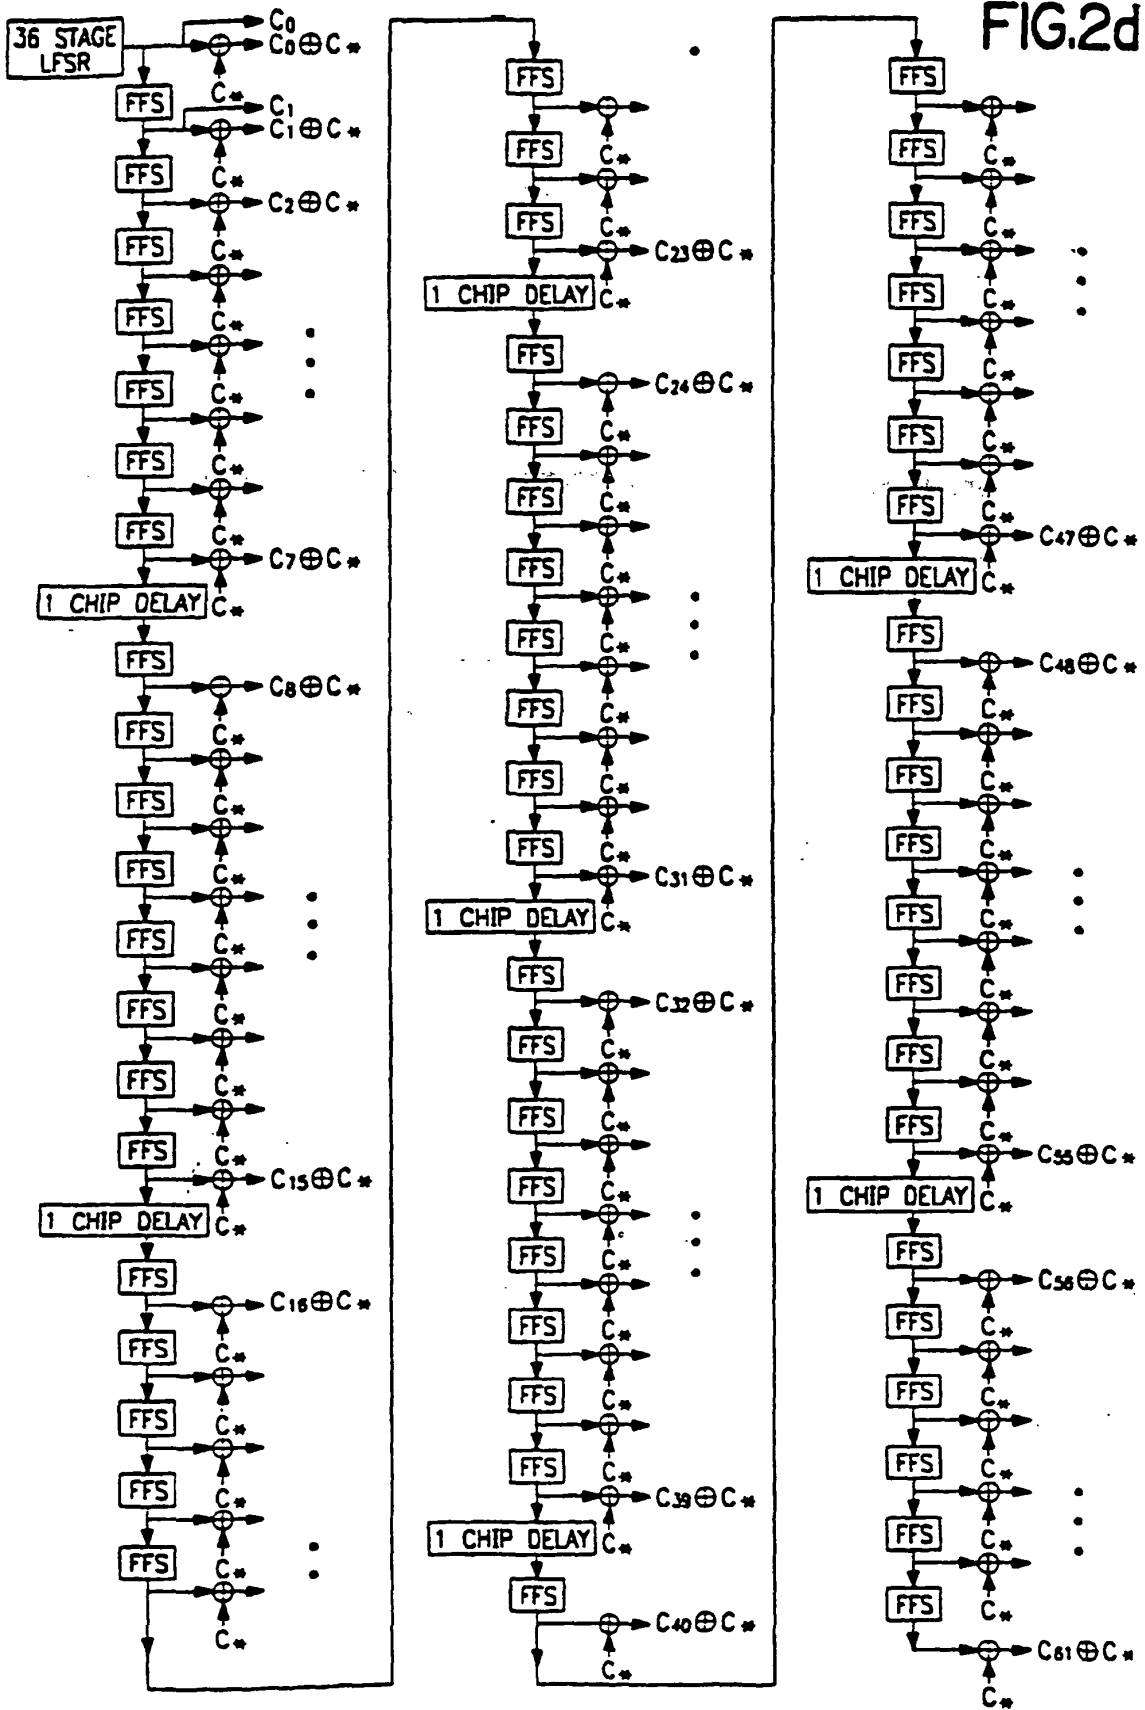 FIG.2d
36 STAGE
LFSR
C₀
C₀⊕C*
FFS C*
C₁
C₁⊕C*
FFS C*
C₂⊕C*
FFS C*
FFS C*
FFS C*
FFS C*
FFS C*
C₇⊕C*
1 CHIP DELAY C*
FFS
C₈⊕C*
FFS C*
FFS C*
FFS C*
FFS C*
FFS C*
FFS C*
FFS C*
C₁₅⊕C*
1 CHIP DELAY C*
FFS
C₁₆⊕C*
FFS C*
FFS C*
FFS C*
FFS C*
C*
FFS
FFS C*
FFS C*
C₂₃⊕C*
1 CHIP DELAY C*
FFS
C₂₄⊕C*
FFS C*
FFS C*
FFS C*
FFS C*
FFS C*
FFS C*
FFS C*
C₃₁⊕C*
1 CHIP DELAY C*
FFS
C₃₂⊕C*
FFS C*
FFS C*
FFS C*
FFS C*
FFS C*
FFS C*
FFS C*
C₃₉⊕C*
1 CHIP DELAY C*
FFS
C₄₀⊕C*
C*
FFS
FFS C*
FFS C*
FFS C*
FFS C*
FFS C*
FFS C*
C₄₇⊕C*
1 CHIP DELAY C*
FFS
C₄₈⊕C*
FFS C*
FFS C*
FFS C*
FFS C*
FFS C*
FFS C*
FFS C*
C₅₅⊕C*
1 CHIP DELAY C*
FFS
C₅₆⊕C*
FFS C*
FFS C*
FFS C*
FFS C*
FFS C*
C₆₁⊕C*
C*